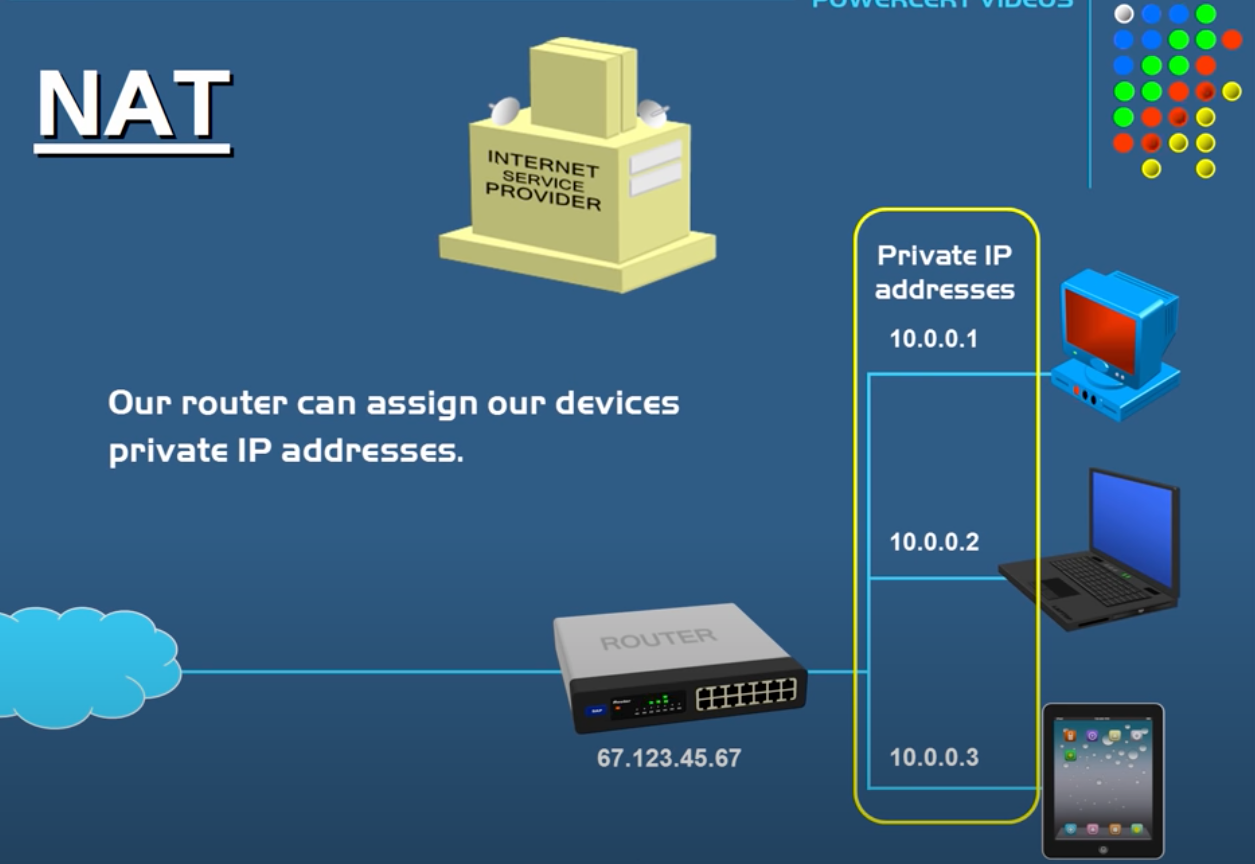 POWERCERT VIDEOS
NAT
INTERNET
SERVICE
PROVIDER
Private IP
addresses
10.0.0.1
Our router can assign our devices
private IP addresses.
10.0.0.2
ROUTER
Router
67.123.45.67
10.0.0.3